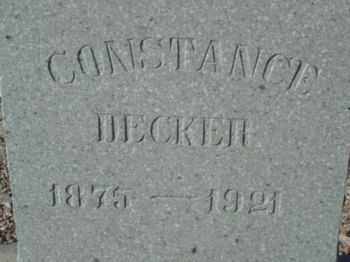 CONSTANCE
DECKER
1875 — 1921